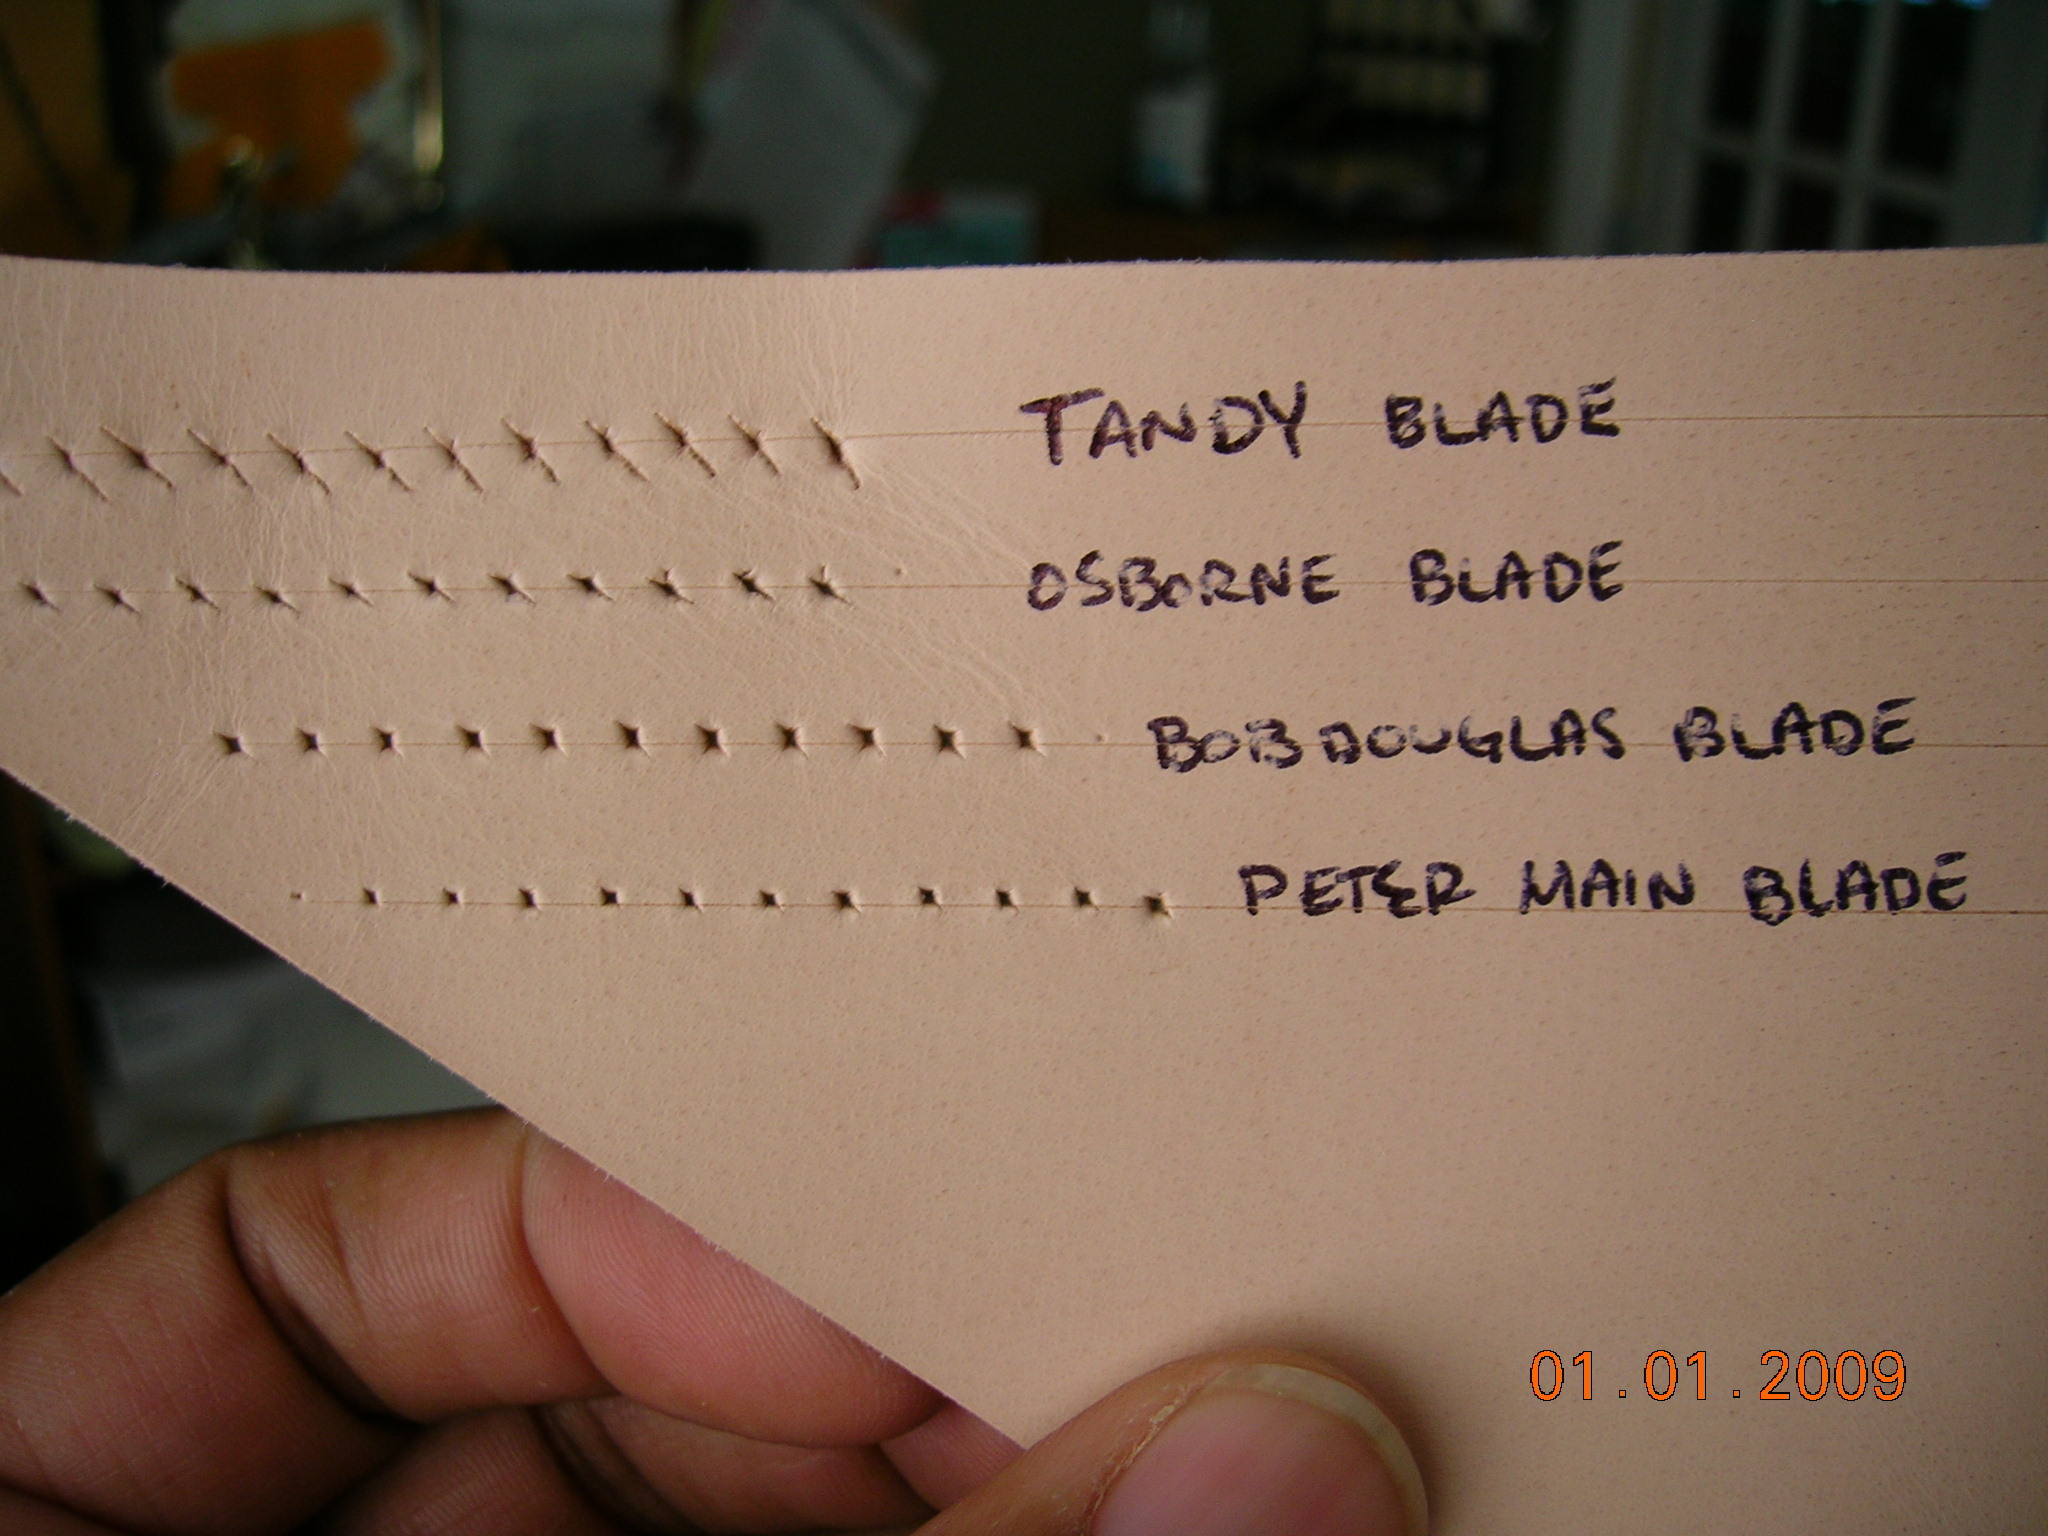 TANDY BLADE
OSBORNE BLADE
BOB DOUGLAS BLADE
PETER MAIN BLADE
01.01.2009